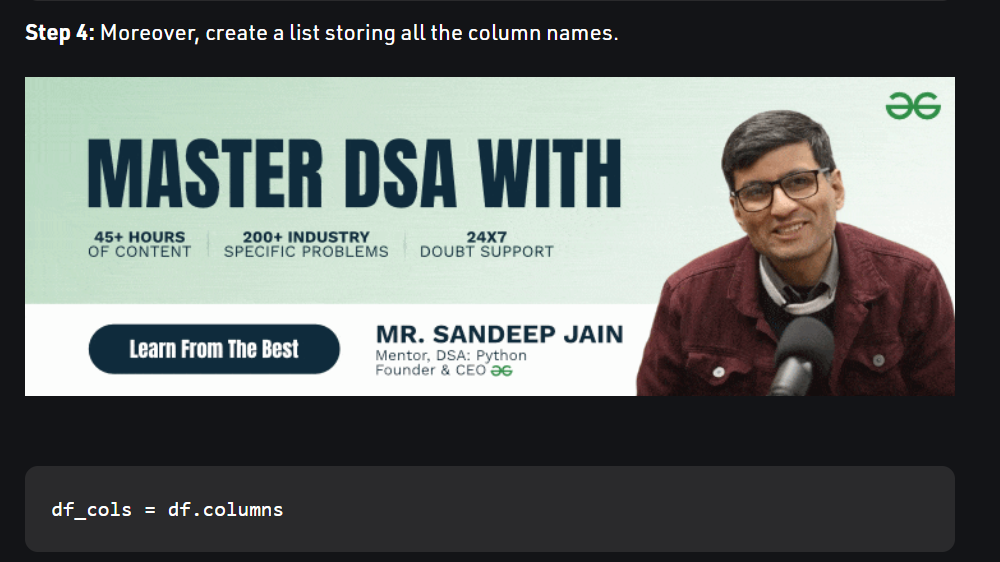 Step 4: Moreover, create a list storing all the column names.
MASTER DSA WITH
45+ HOURS
OF CONTENT
200+ INDUSTRY
SPECIFIC PROBLEMS
24X7
DOUBT SUPPORT
Learn From The Best
MR. SANDEEP JAIN
Mentor, DSA: Python
Founder & CEO
df_cols = df.columns